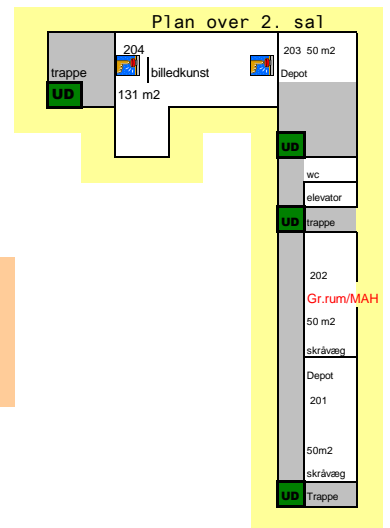 Plan over 2. sal
204
203 50 m2
trappe
billedkunst
Depot
UD
131 m2
UD
wc
elevator
UD trappe
202
Gr.rum/MAH
50 m2
skråvæg
Depot
201
50m2
skråvæg
UD Trappe